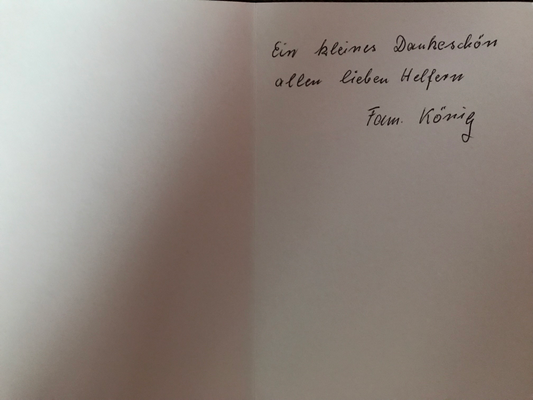 Ein kleines Dankeschön
allen lieben Helfern
Fam. König